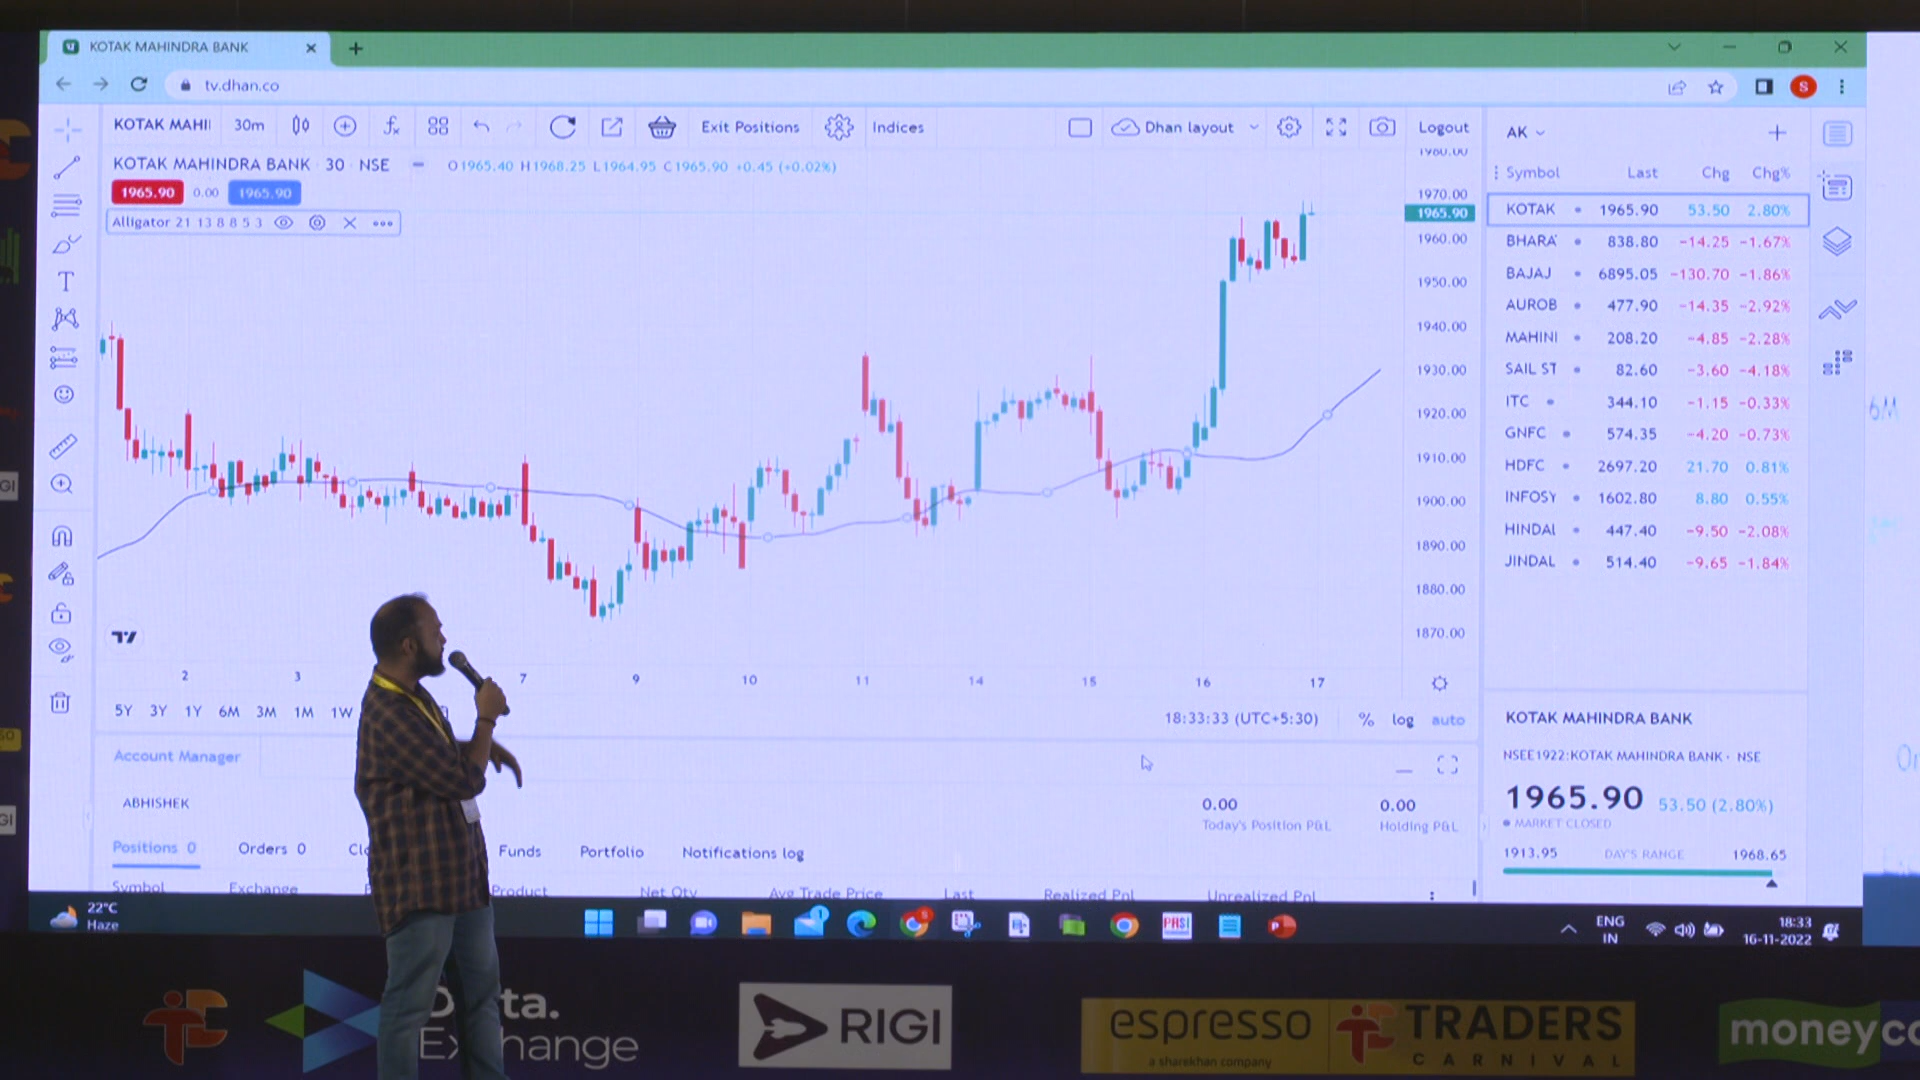 KOTAK MAHINDRA BANK
tv.dhan.co
S
KOTAK MAHII 30m Exit Positions Indices Dhan layout Logout
KOTAK MAHINDRA BANK · 30 · NSE O1965.40 H1968.25 L1964.95 C1965.90 +0.45 (+0.02%)
1965.90 0.00 1965.90
Alligator 21 13 8 8 5 3
1980.00
1970.00
1965.90
1960.00
1950.00
1940.00
1930.00
1920.00
1910.00
1900.00
1890.00
1880.00
1870.00
2 3 7 9 10 11 14 15 16 17
5Y 3Y 1Y 6M 3M 1M 1W
18:33:33 (UTC+5:30) % log auto
AK
Symbol Last Chg Chg%
KOTAK 1965.90 53.50 2.80%
BHARA 838.80 −14.25 −1.67%
BAJAJ 6895.05 −130.70 −1.86%
AUROB 477.90 −14.35 −2.92%
MAHINI 208.20 −4.85 −2.28%
SAIL ST 82.60 −3.60 −4.18%
ITC 344.10 −1.15 −0.33%
GNFC 574.35 −4.20 −0.73%
HDFC 2697.20 21.70 0.81%
INFOSY 1602.80 8.80 0.55%
HINDAI 447.40 −9.50 −2.08%
JINDAL 514.40 −9.65 −1.84%
KOTAK MAHINDRA BANK
NSEE1922:KOTAK MAHINDRA BANK · NSE
1965.90 53.50 (2.80%)
MARKET CLOSED
1913.95 DAY'S RANGE 1968.65
Account Manager
ABHISHEK
0.00 0.00
Today's Position P&L Holding P&L
Positions 0 Orders 0 Funds Portfolio Notifications log
Symbol Exchange Product Net Qty Avg Trade Price Last Realized Pnl Unrealized Pnl
22°C
Haze
ENG
IN
18:33
16-11-2022
6M
RIGI
espresso
a sharekhan company
TRADERS
CARNIVAL
moneyco